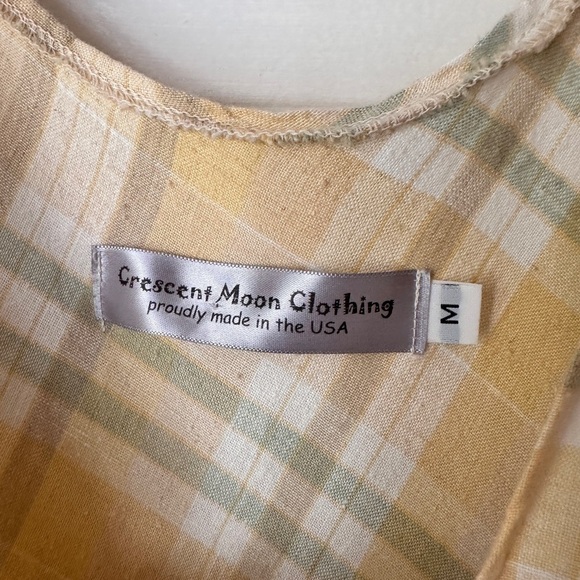 Crescent Moon Clothing
proudly made in the USA
M